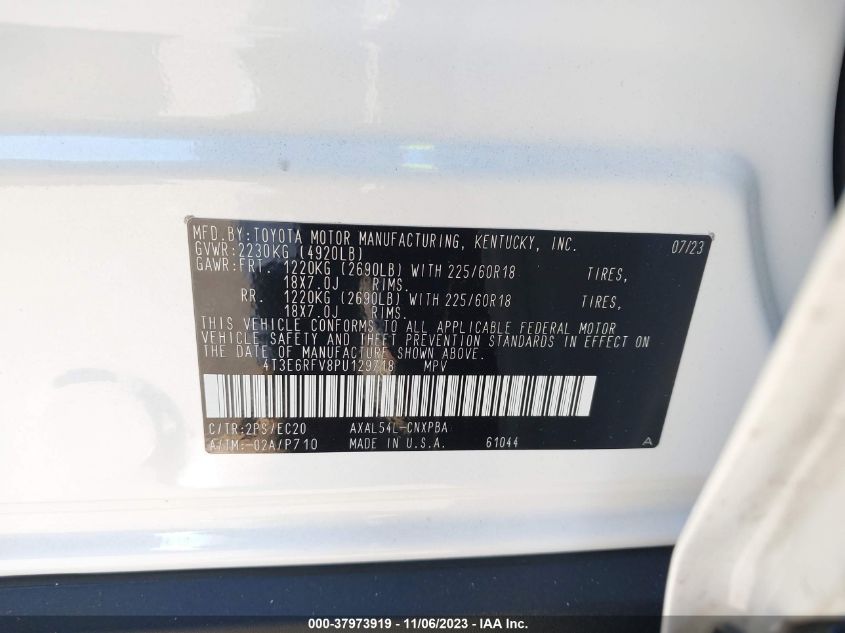 MFD. BY:TOYOTA MOTOR MANUFACTURING, KENTUCKY, INC. 07/23
GVWR:2230KG (4920LB)
GAWR:FRT. 1220KG (2690LB) WITH 225/60R18 TIRES,
18X7.0J RIMS.
RR. 1220KG (2690LB) WITH 225/60R18 TIRES,
18X7.0J RIMS.
THIS VEHICLE CONFORMS TO ALL APPLICABLE FEDERAL MOTOR
VEHICLE SAFETY AND THEFT PREVENTION STANDARDS IN EFFECT ON
THE DATE OF MANUFACTURE SHOWN ABOVE.
4T3E6RFV8PU129718 MPV
C/TR:2PS/EC20 AXAL54L-CNXPBA
A/TM:-02A/P710 MADE IN U.S.A. 61044 A
000-37973919 - 11/06/2023 - IAA Inc.